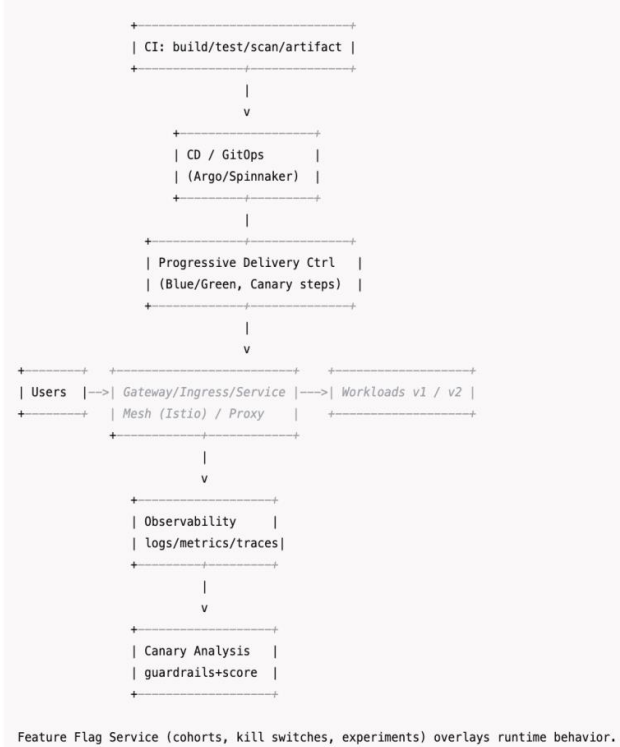 CI: build/test/scan/artifact
CD / GitOps
(Argo/Spinnaker)
Progressive Delivery Ctrl
(Blue/Green, Canary steps)
Users Gateway/Ingress/Service Workloads v1 / v2
Mesh (Istio) / Proxy
Observability
logs/metrics/traces
Canary Analysis
guardrails+score
Feature Flag Service (cohorts, kill switches, experiments) overlays runtime behavior.